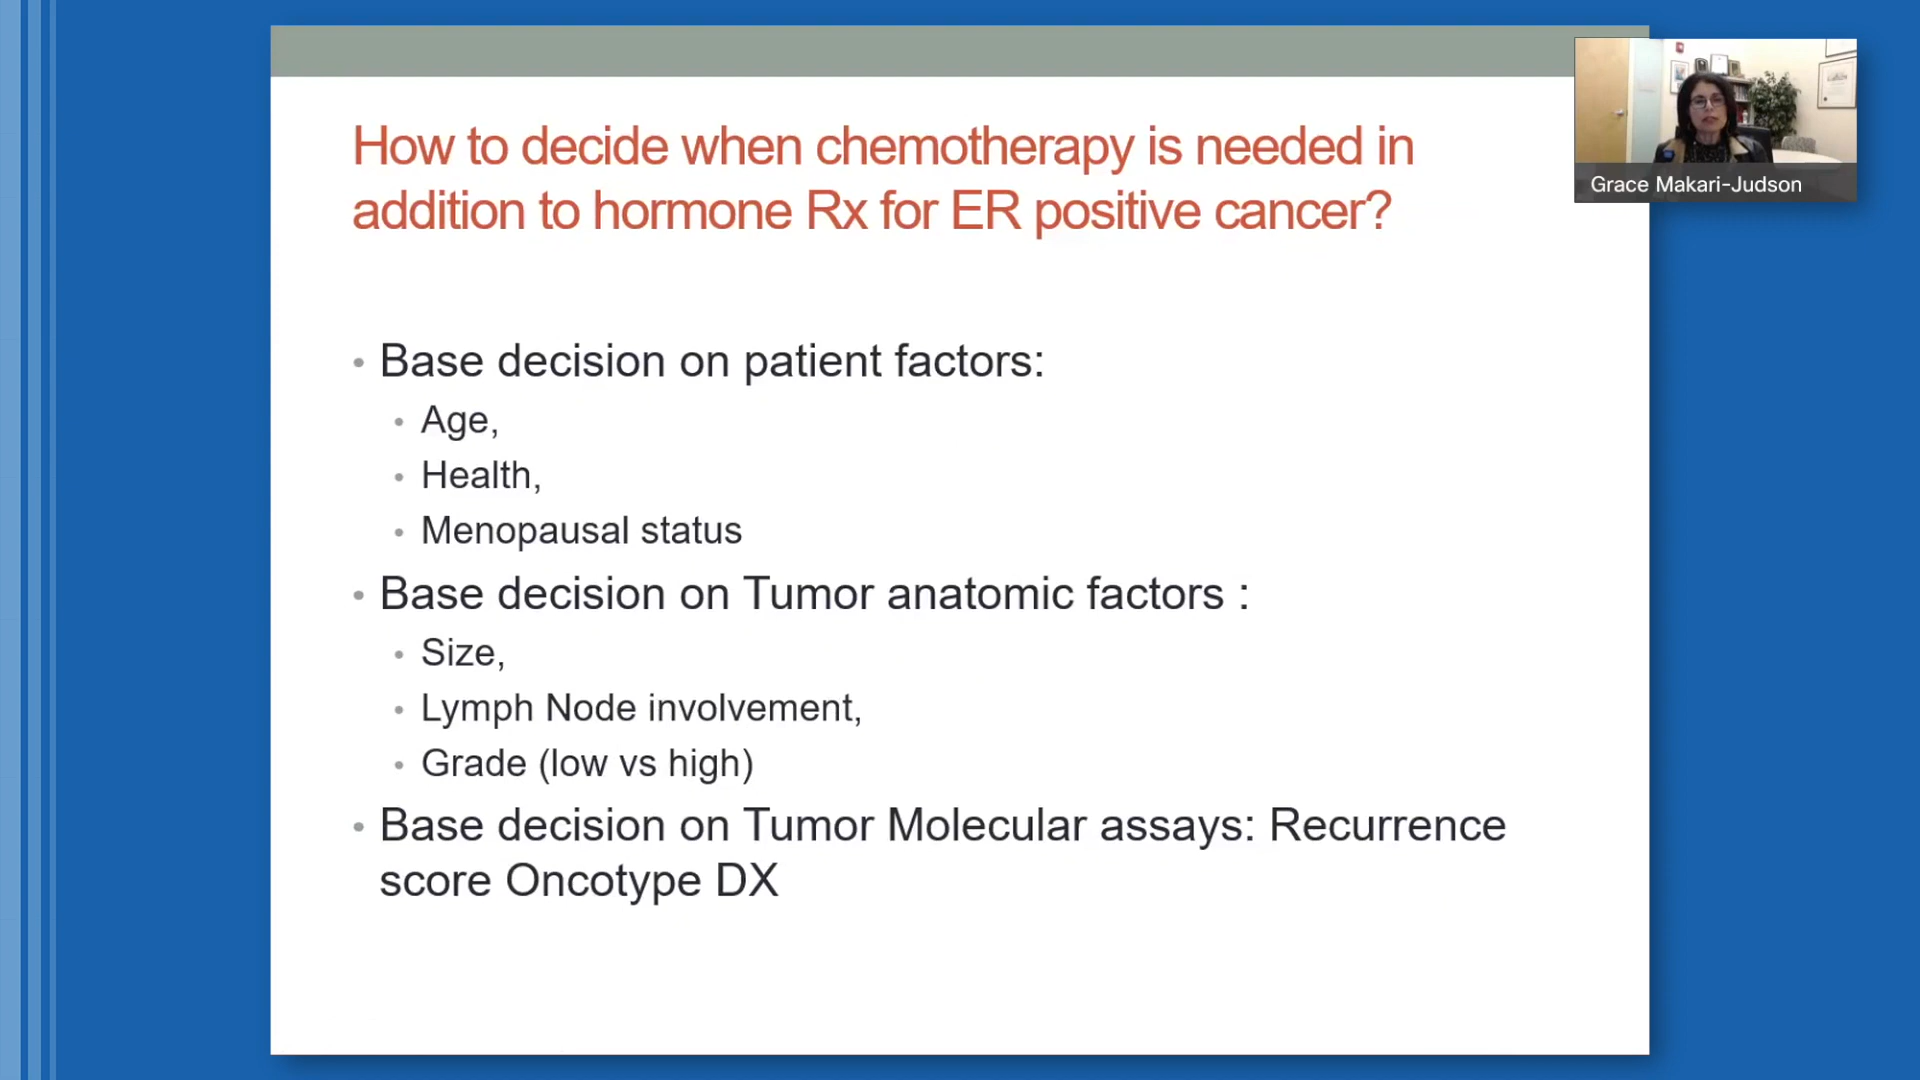 How to decide when chemotherapy is needed in
addition to hormone Rx for ER positive cancer?
Grace Makari-Judson
• Base decision on patient factors:
• Age,
• Health,
• Menopausal status
• Base decision on Tumor anatomic factors :
• Size,
• Lymph Node involvement,
• Grade (low vs high)
• Base decision on Tumor Molecular assays: Recurrence
score Oncotype DX